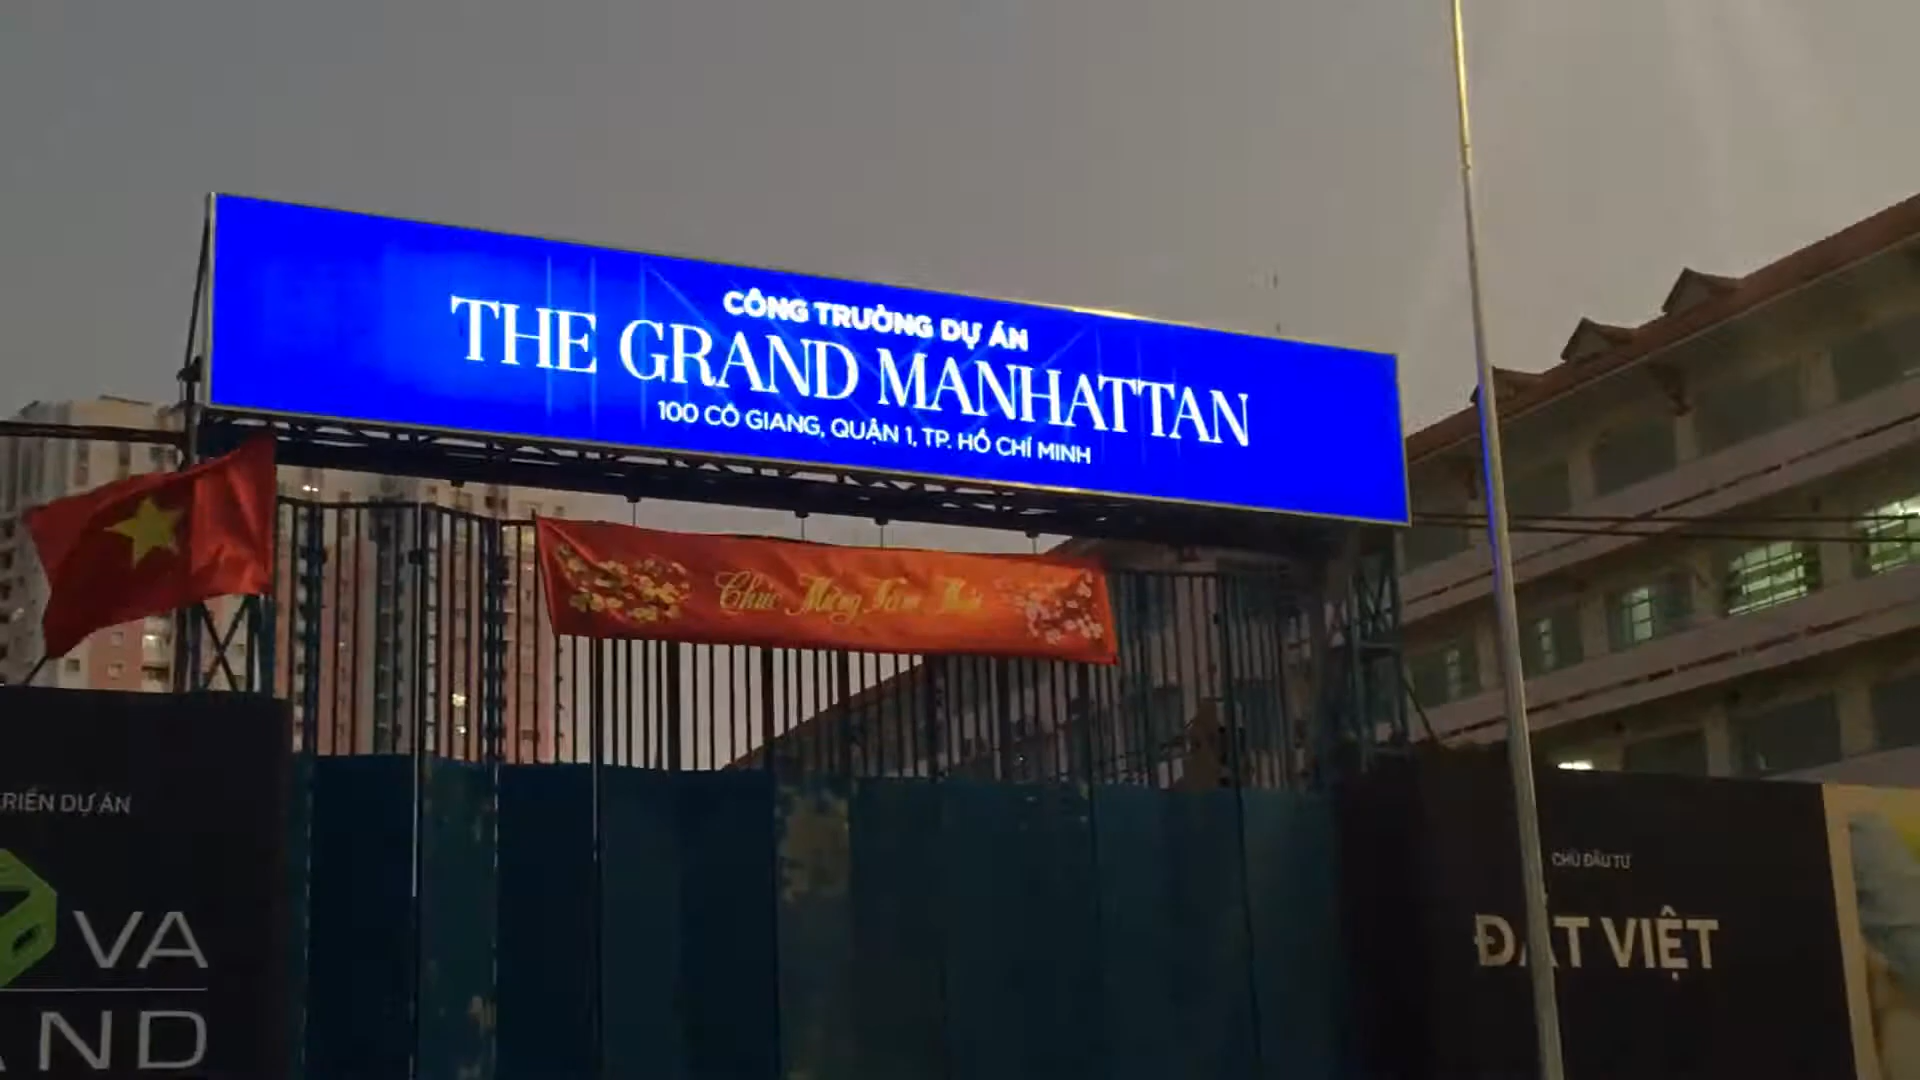 CÔNG TRƯỜNG DỰ ÁN
THE GRAND MANHATTAN
100 CÔ GIANG, QUẬN 1, TP. HỒ CHÍ MINH
Chúc Mừng Năm Mới
RIỂN DỰ ÁN
VA
AND
CHỦ ĐẦU TƯ
ĐẤT VIỆT